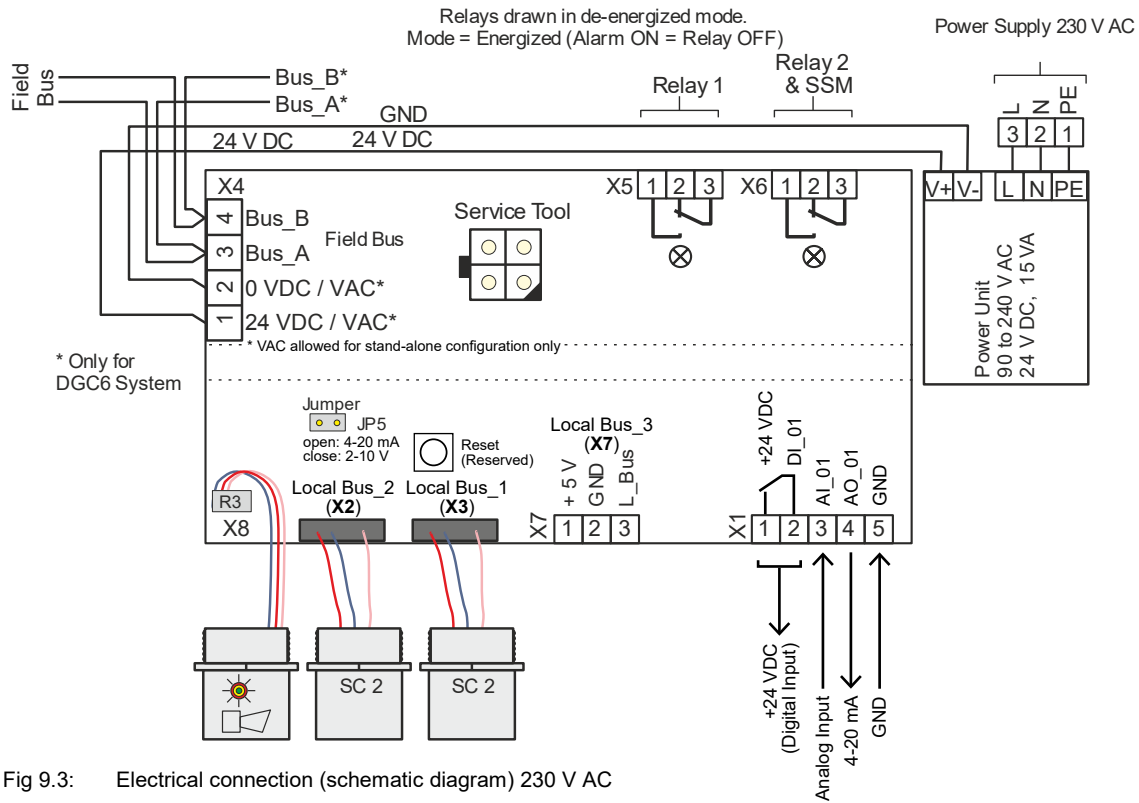 Relays drawn in de-energized mode.
Mode = Energized (Alarm ON = Relay OFF)
Power Supply 230 V AC
Field
Bus
Bus_B*
Bus_A*
Relay 1
Relay 2
& SSM
L
N
PE
GND
3 2 1
24 V DC
24 V DC
X4
X5 1 2 3
X6 1 2 3
V+ V- L N PE
4 Bus_B
3 Bus_A
Field Bus
2 0 VDC / VAC*
1 24 VDC / VAC*
Service Tool
Power Unit
90 to 240 V AC
24 V DC, 15 VA
* VAC allowed for stand-alone configuration only
* Only for
DGC6 System
Jumper
JP5
open: 4-20 mA
close: 2-10 V
Reset
(Reserved)
Local Bus_3
(X7)
+ 5 V
GND
L_Bus
+24 VDC
DI_01
AI_01
AO_01
GND
R3
X8
Local Bus_2
(X2)
Local Bus_1
(X3)
X7 1 2 3
X1 1 2 3 4 5
SC 2
SC 2
+24 VDC
(Digital Input)
Analog Input
4-20 mA
GND
Fig 9.3: Electrical connection (schematic diagram) 230 V AC